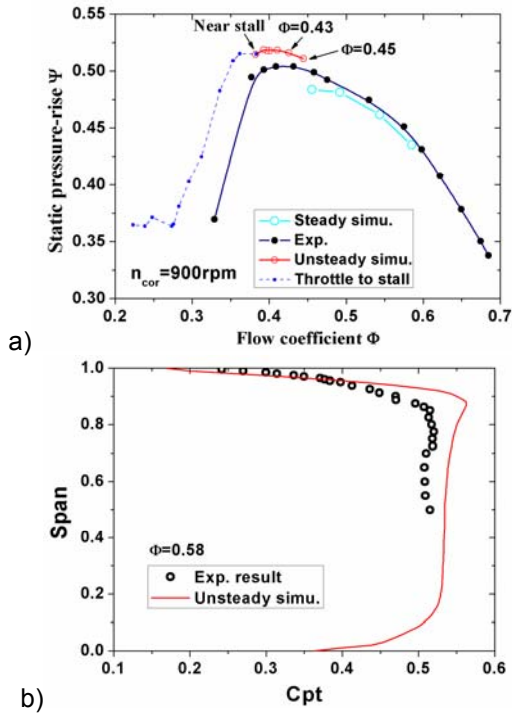 Near stall
Φ=0.43
Φ=0.45
0.50
0.45
0.40
0.35
0.30
Static pressure-rise Ψ
Steady simu.
Exp.
Unsteady simu.
Throttle to stall
n_cor=900rpm
0.2 0.3 0.4 0.5 0.6 0.7
Flow coefficient Φ
a)
1.0
0.8
0.6
0.4
0.2
0.0
Span
Φ=0.58
Exp. result
Unsteady simu.
0.1 0.2 0.3 0.4 0.5 0.6
Cpt
b)